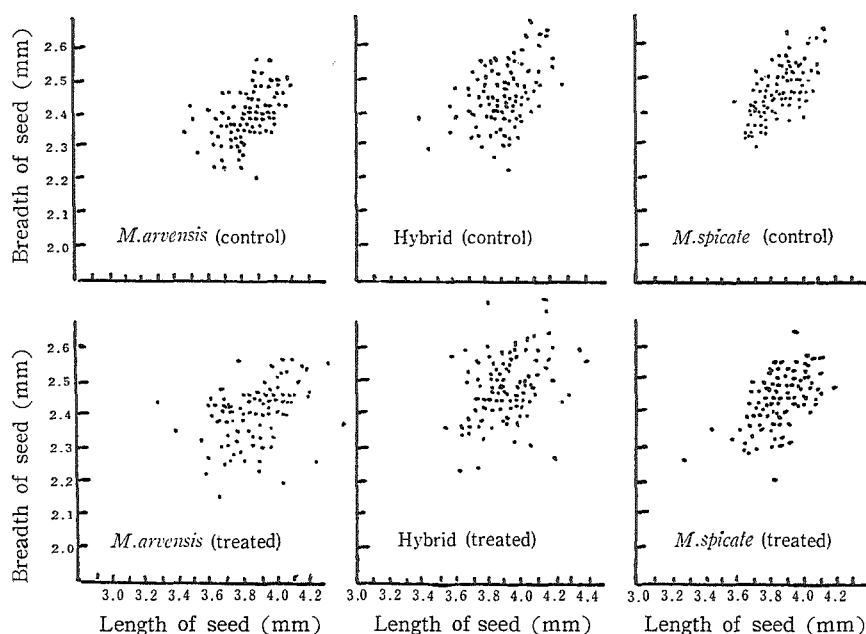 Breadth of seed (mm)
2.6
2.5
2.4
2.3
2.2
2.1
2.0
M.arvensis (control)
Hybrid (control)
M.spicate (control)
Breadth of seed (mm)
2.6
2.5
2.4
2.3
2.2
2.1
2.0
M.arvensis (treated)
Hybrid (treated)
M.spicate (treated)
3.0 3.2 3.4 3.6 3.8 4.0 4.2
3.0 3.2 3.4 3.6 3.8 4.0 4.2
3.0 3.2 3.4 3.6 3.8 4.0 4.2
Length of seed (mm)
Length of seed (mm)
Length of seed (mm)